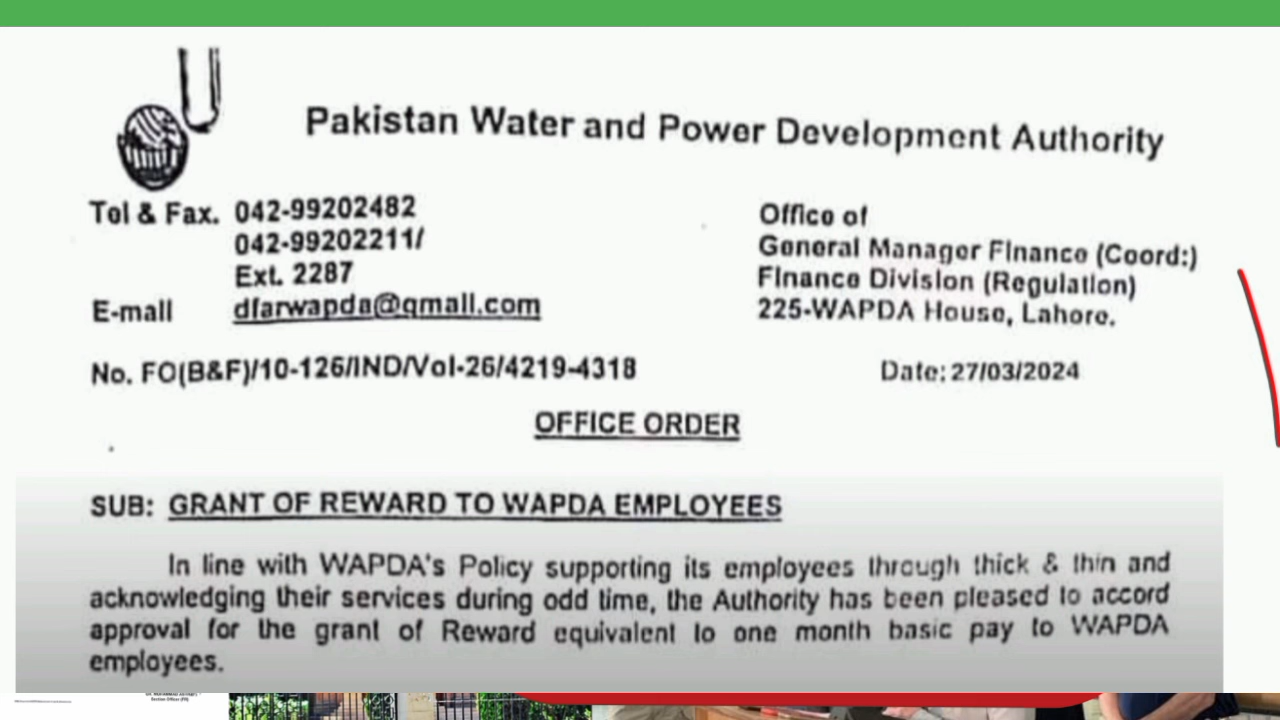 Pakistan Water and Power Development Authority
Tel & Fax. 042-99202482
042-99202211/
Ext. 2287
E-mail dfarwapda@gmail.com
Office of
General Manager Finance (Coord:)
Finance Division (Regulation)
225-WAPDA House, Lahore.
No. FO(B&F)/10-126/IND/Vol-26/4219-4318
Date: 27/03/2024
OFFICE ORDER
SUB: GRANT OF REWARD TO WAPDA EMPLOYEES
In line with WAPDA's Policy supporting its employees through thick & thin and
acknowledging their services during odd time, the Authority has been pleased to accord
approval for the grant of Reward equivalent to one month basic pay to WAPDA
employees.
Section Officer (FR)